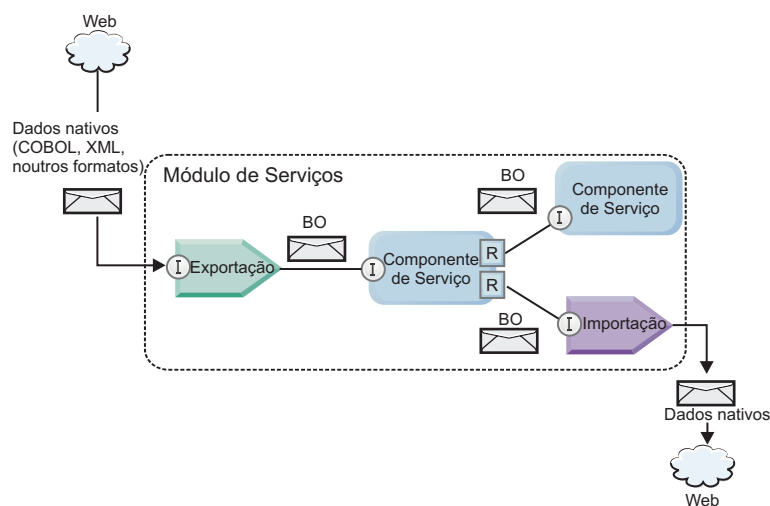 Web
Dados nativos
(COBOL, XML,
noutros formatos)
Módulo de Serviços
BO
Componente
de Serviço
I
BO
I
Exportação
I
Componente
de Serviço
R
R
BO
I
Importação
Dados nativos
Web